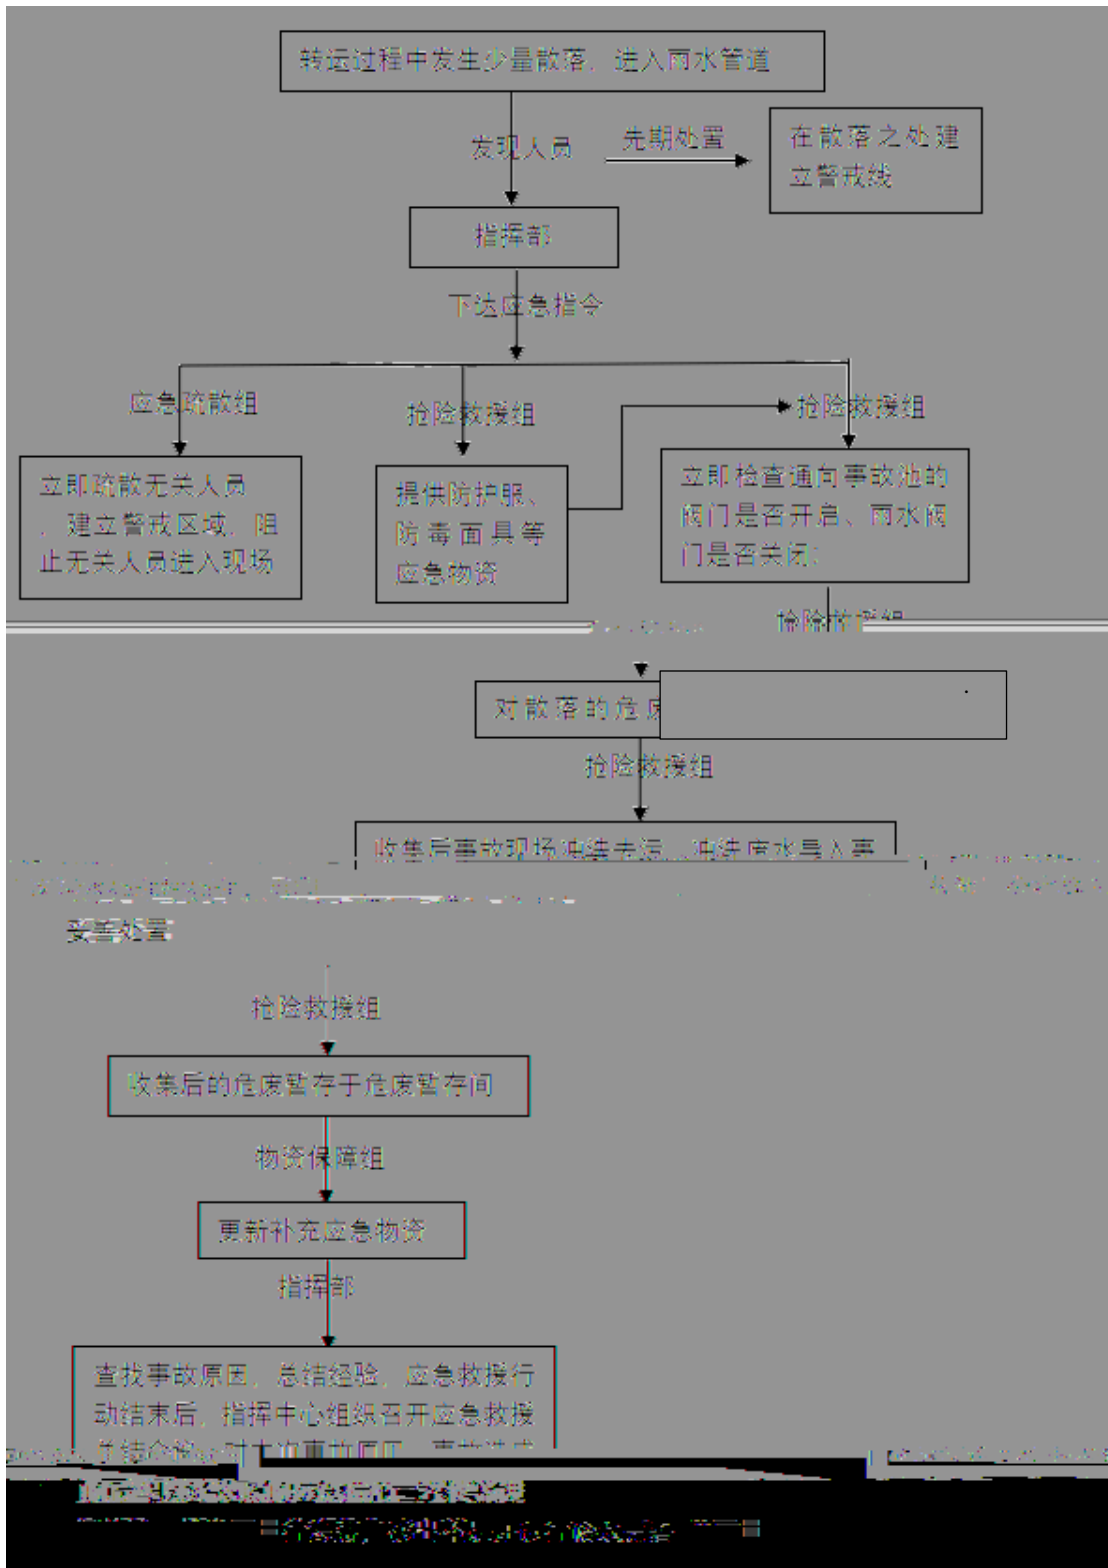 转运过程中发生少量散落，进入雨水管道
发现人员
先期处置
在散落之处建
立警戒线
指挥部
下达应急指令
应急疏散组
抢险救援组
抢险救援组
立即疏散无关人员
，建立警戒区域，阻
止无关人员进入现场
提供防护服、
防毒面具等
应急物资
立即检查通向事故池的
阀门是否开启、雨水阀
门是否关闭；
抢险救援组
对散落的危废
抢险救援组
收集后事故现场冲洗去污，冲洗废水导入事
妥善处置
抢险救援组
收集后的危废暂存于危废暂存间
物资保障组
更新补充应急物资
指挥部
查找事故原因，总结经验，应急救援行
动结束后，指挥中心组织召开应急救援